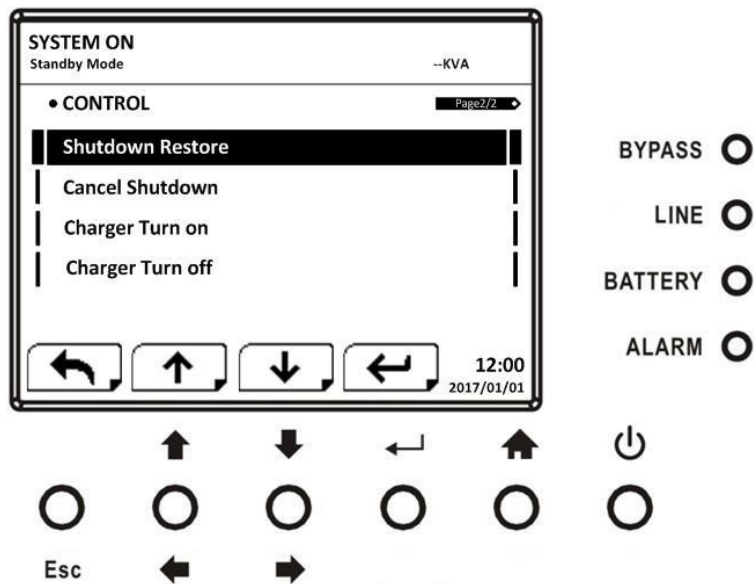 SYSTEM ON
Standby Mode --KVA
• CONTROL Page2/2
Shutdown Restore
Cancel Shutdown
Charger Turn on
Charger Turn off
12:00
2017/01/01
BYPASS
LINE
BATTERY
ALARM
Esc